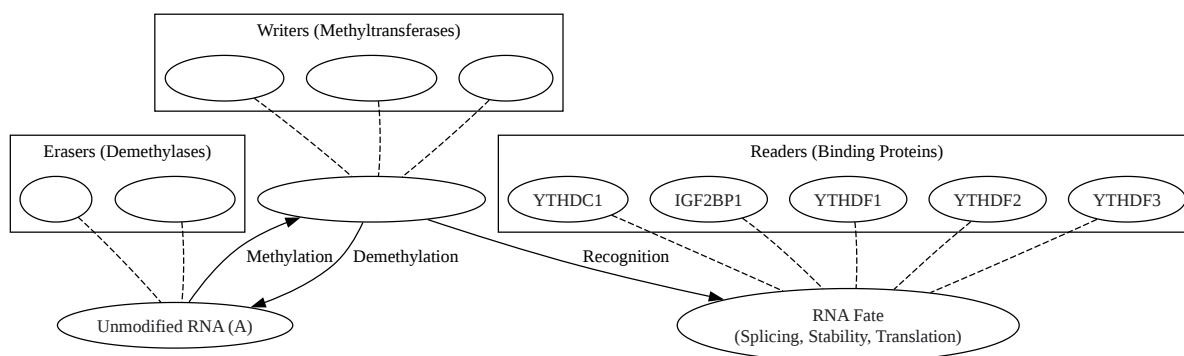 Writers (Methyltransferases)
Erasers (Demethylases)
Readers (Binding Proteins)
YTHDC1
IGF2BP1
YTHDF1
YTHDF2
YTHDF3
Methylation
Demethylation
Recognition
Unmodified RNA (A)
RNA Fate
(Splicing, Stability, Translation)